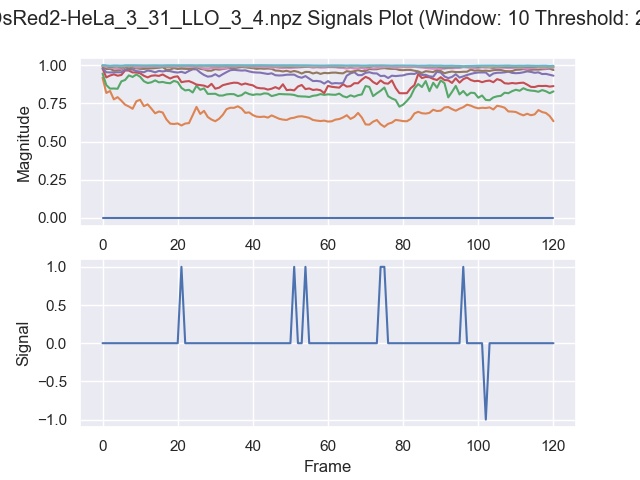 DsRed2-HeLa_3_31_LLO_3_4.npz Signals Plot (Window: 10 Threshold: 2
1.00
0.75
0.50
0.25
0.00
Magnitude
0 20 40 60 80 100 120
1.0
0.5
0.0
−0.5
−1.0
Signal
0 20 40 60 80 100 120
Frame